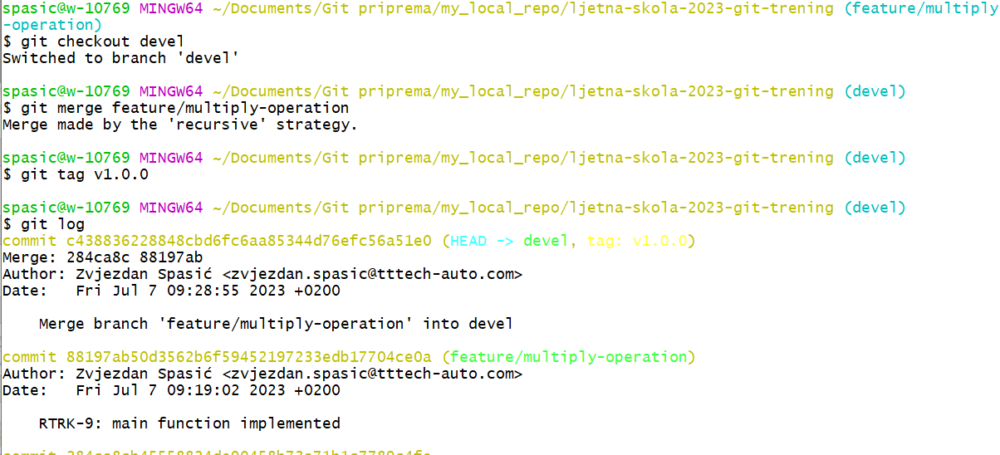 spasic@w-10769 MINGW64 ~/Documents/Git priprema/my_local_repo/ljetna-skola-2023-git-trening (feature/multiply
-operation)
$ git checkout devel
Switched to branch 'devel'
spasic@w-10769 MINGW64 ~/Documents/Git priprema/my_local_repo/ljetna-skola-2023-git-trening (devel)
$ git merge feature/multiply-operation
Merge made by the 'recursive' strategy.
spasic@w-10769 MINGW64 ~/Documents/Git priprema/my_local_repo/ljetna-skola-2023-git-trening (devel)
$ git tag v1.0.0
spasic@w-10769 MINGW64 ~/Documents/Git priprema/my_local_repo/ljetna-skola-2023-git-trening (devel)
$ git log
commit c438836228848cbd6fc6aa85344d76efc56a51e0 (HEAD -> devel, tag: v1.0.0)
Merge: 284ca8c 88197ab
Author: Zvjezdan Spasić <zvjezdan.spasic@tttech-auto.com>
Date:   Fri Jul 7 09:28:55 2023 +0200
Merge branch 'feature/multiply-operation' into devel
commit 88197ab50d3562b6f59452197233edb17704ce0a (feature/multiply-operation)
Author: Zvjezdan Spasić <zvjezdan.spasic@tttech-auto.com>
Date:   Fri Jul 7 09:19:02 2023 +0200
RTRK-9: main function implemented
commit